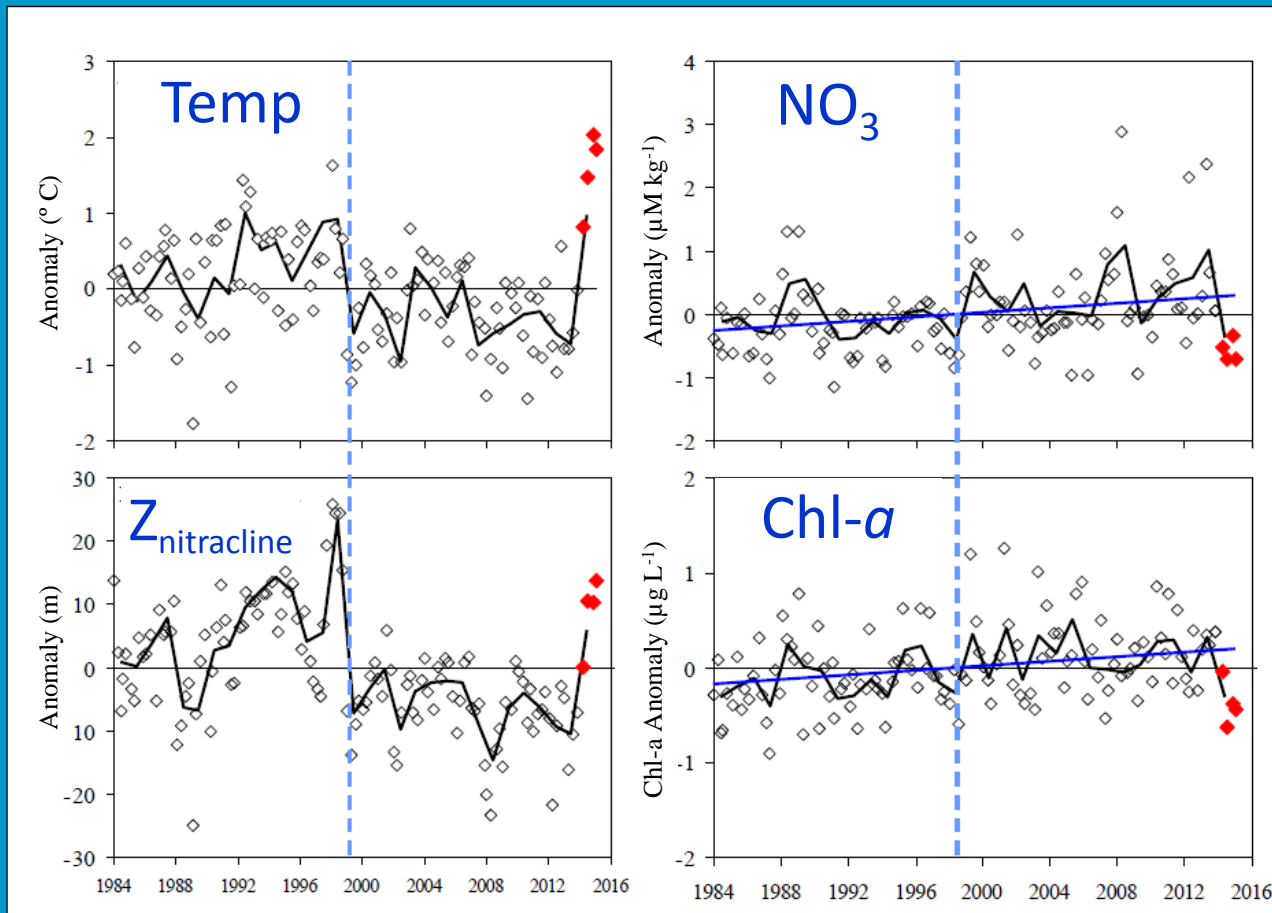 Temp
Anomaly (º C)
3
2
1
0
-1
-2
NO3
Anomaly (µM kg-1)
4
3
2
1
0
-1
-2
Znitracline
Anomaly (m)
30
20
10
0
10
-20
-30
1984 1988 1992 1996 2000 2004 2008 2012 2016
Chl-a
Chl-a Anomaly (µg L-1)
2
1
0
-1
-2
1984 1988 1992 1996 2000 2004 2008 2012 2016